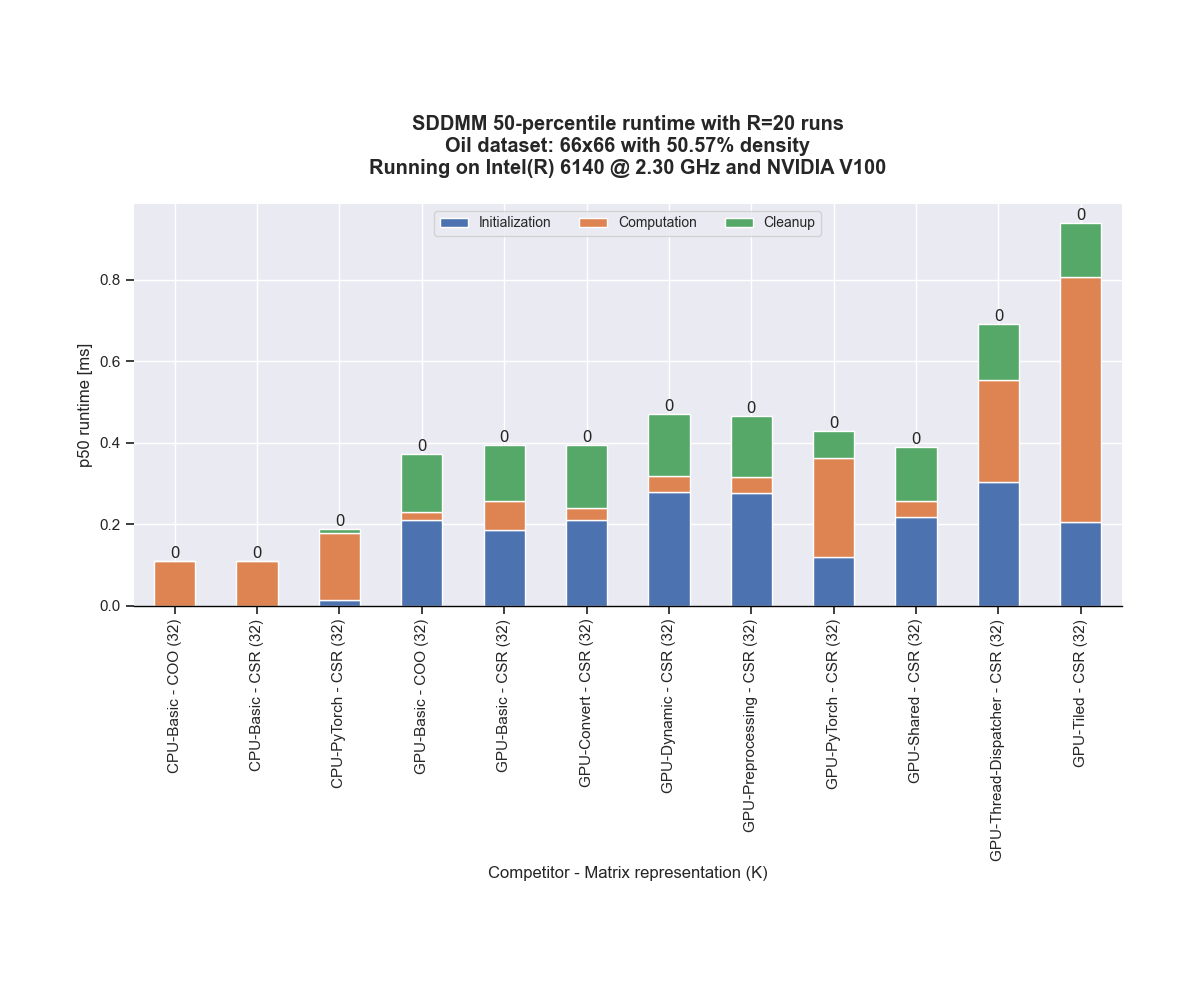 SDDMM 50-percentile runtime with R=20 runs
Oil dataset: 66x66 with 50.57% density
Running on Intel(R) 6140 @ 2.30 GHz and NVIDIA V100
Initialization
Computation
Cleanup
p50 runtime [ms]
0.8
0.6
0.4
0.2
0.0
0
0
0
0
0
0
0
0
0
0
0
0
CPU-Basic - COO (32)
CPU-Basic - CSR (32)
CPU-PyTorch - CSR (32)
GPU-Basic - COO (32)
GPU-Basic - CSR (32)
GPU-Convert - CSR (32)
GPU-Dynamic - CSR (32)
GPU-Preprocessing - CSR (32)
GPU-PyTorch - CSR (32)
GPU-Shared - CSR (32)
GPU-Thread-Dispatcher - CSR (32)
GPU-Tiled - CSR (32)
Competitor - Matrix representation (K)